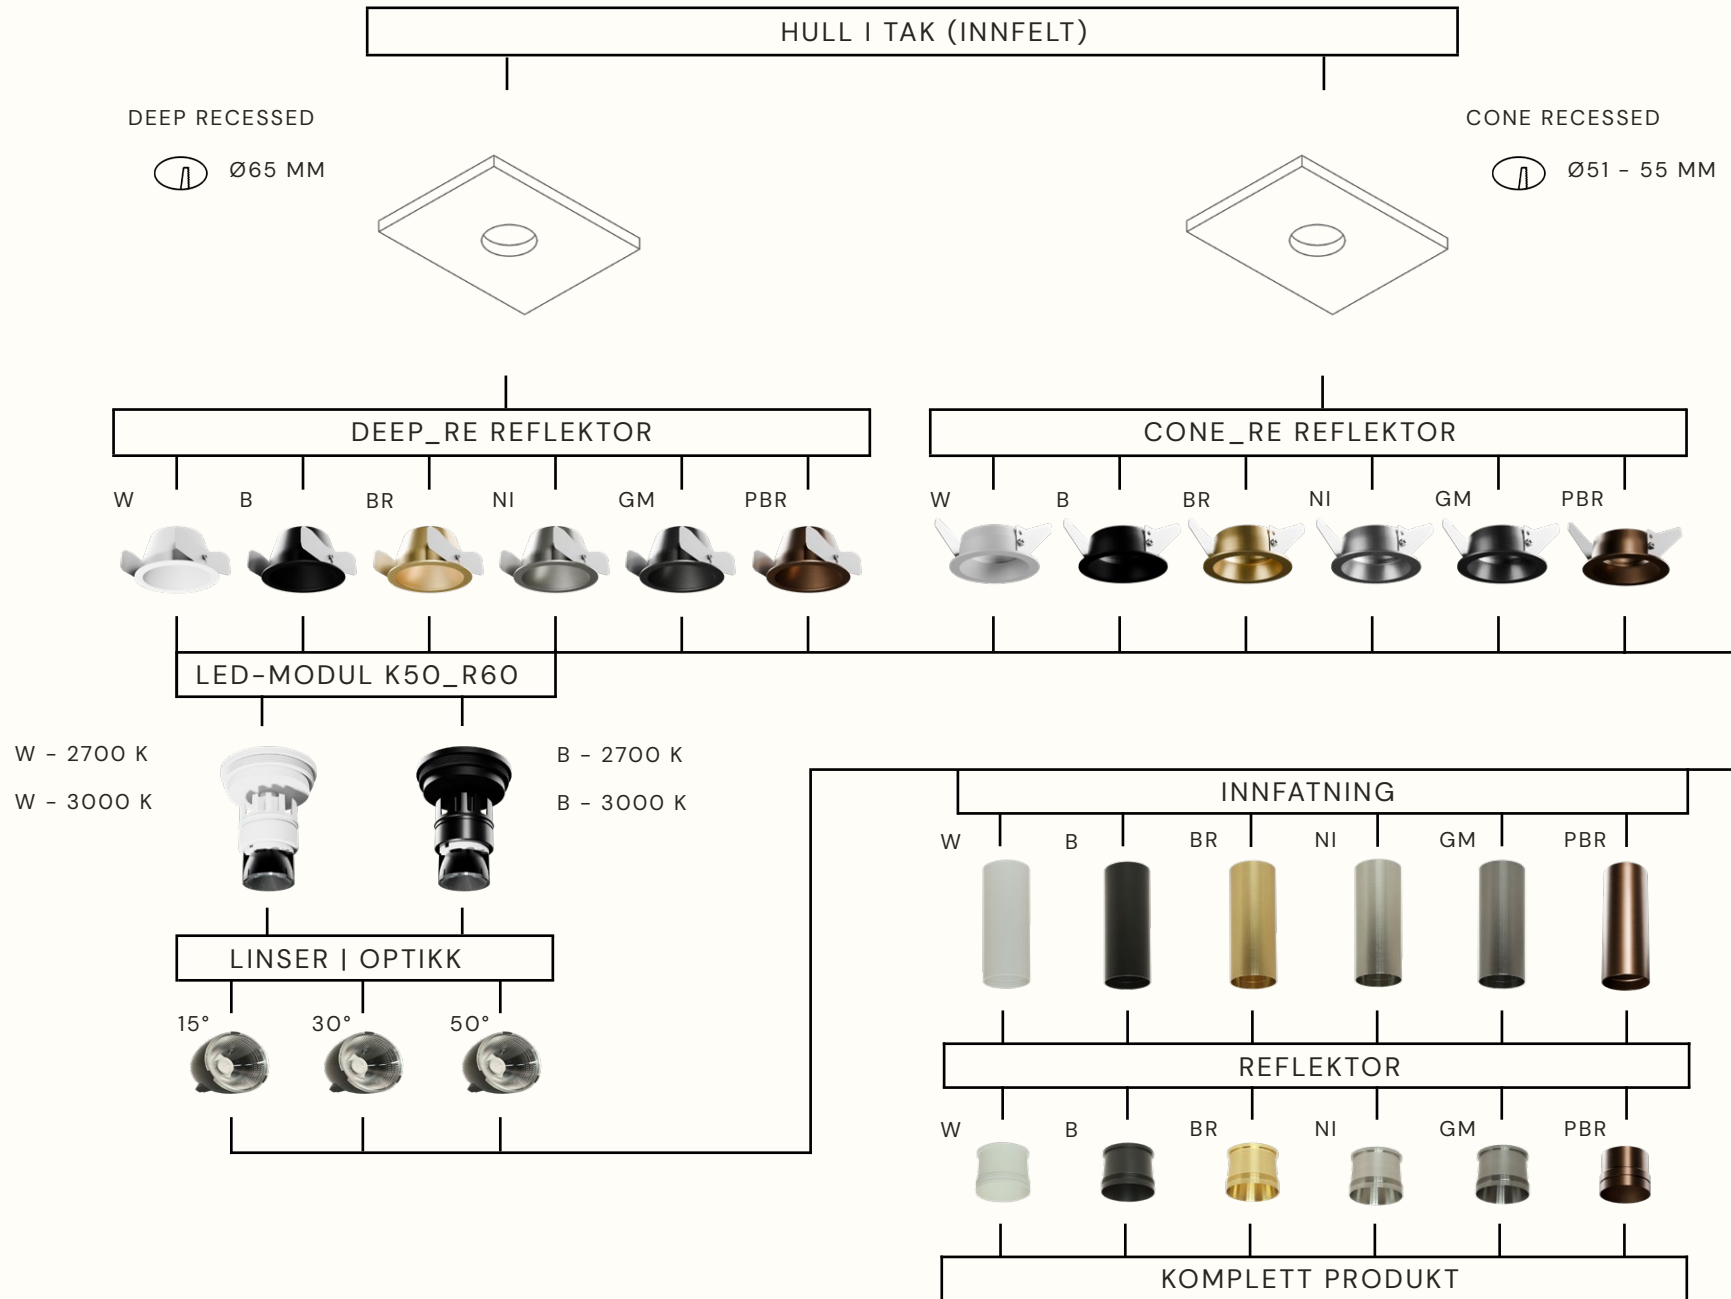 HULL I TAK (INNFELT)
DEEP RECESSED
Ø65 MM
CONE RECESSED
Ø51 - 55 MM
DEEP_RE REFLEKTOR
W B BR NI GM PBR
CONE_RE REFLEKTOR
W B BR NI GM PBR
LED-MODUL K50_R60
W - 2700 K
W - 3000 K
B - 2700 K
B - 3000 K
LINSER | OPTIKK
15° 30° 50°
INNFATNING
W B BR NI GM PBR
REFLEKTOR
W B BR NI GM PBR
KOMPLETT PRODUKT